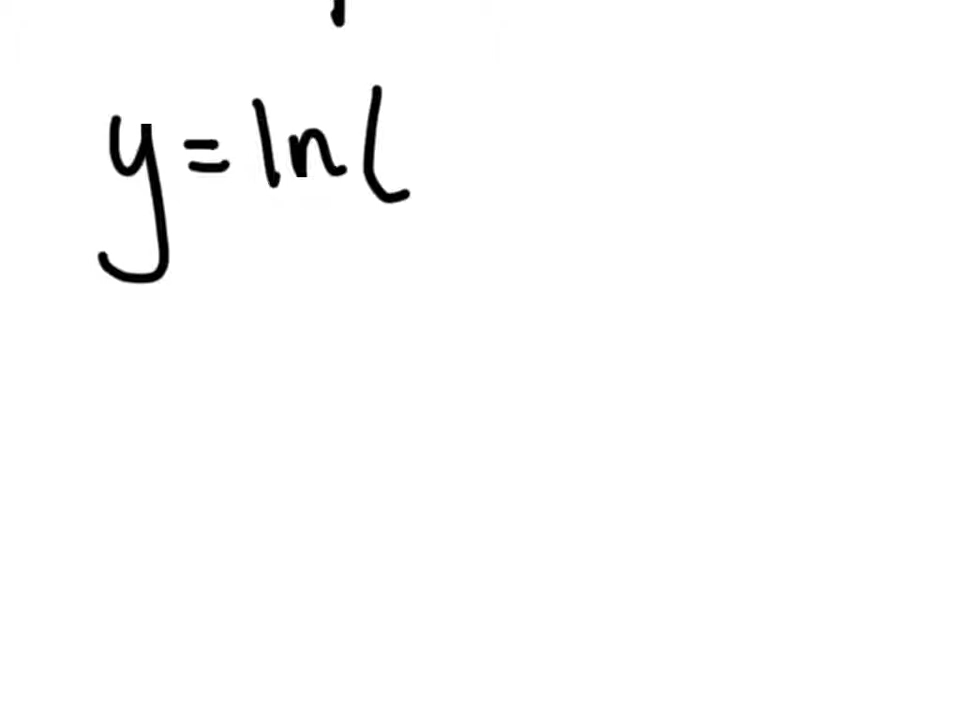 y = ln(